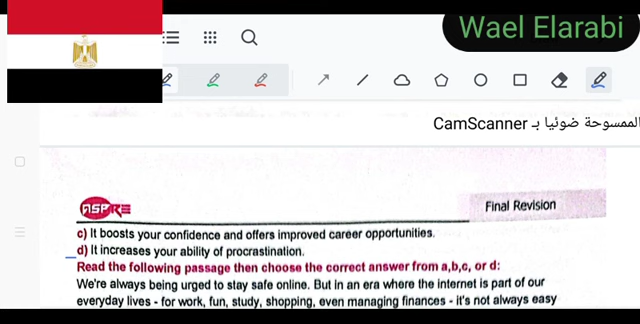 Wael Elarabi
الممسوحة ضوئيا بـ CamScanner
ASPIRE
Final Revision
c) It boosts your confidence and offers improved career opportunities.
d) It increases your ability of procrastination.
Read the following passage then choose the correct answer from a,b,c, or d:
We're always being urged to stay safe online. But in an era where the internet is part of our
everyday lives - for work, fun, study, shopping, even managing finances - it's not always easy